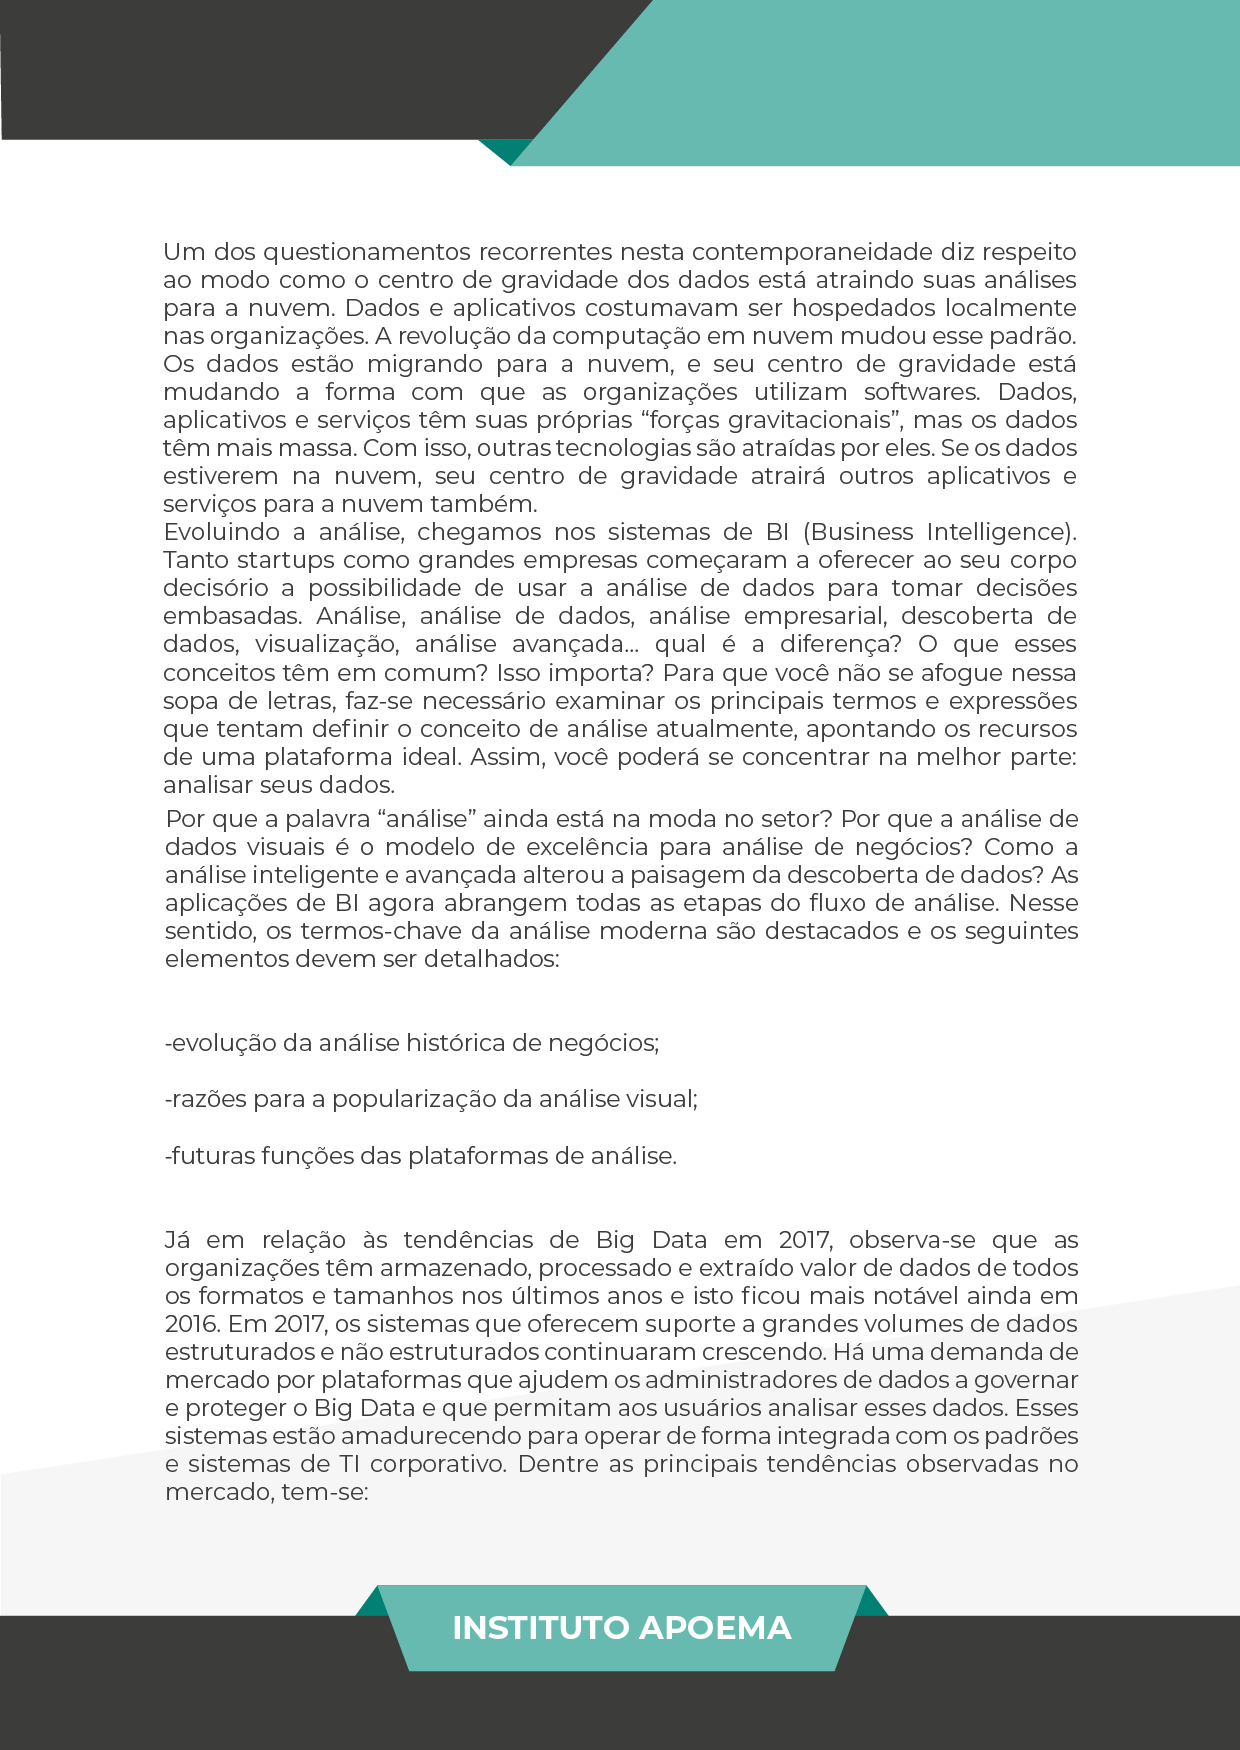 Um dos questionamentos recorrentes nesta contemporaneidade diz respeito
ao modo como o centro de gravidade dos dados está atraindo suas análises
para a nuvem. Dados e aplicativos costumavam ser hospedados localmente
nas organizações. A revolução da computação em nuvem mudou esse padrão.
Os dados estão migrando para a nuvem, e seu centro de gravidade está
mudando a forma com que as organizações utilizam softwares. Dados,
aplicativos e serviços têm suas próprias “forças gravitacionais”, mas os dados
têm mais massa. Com isso, outras tecnologias são atraídas por eles. Se os dados
estiverem na nuvem, seu centro de gravidade atrairá outros aplicativos e
serviços para a nuvem também.
Evoluindo a análise, chegamos nos sistemas de BI (Business Intelligence).
Tanto startups como grandes empresas começaram a oferecer ao seu corpo
decisório a possibilidade de usar a análise de dados para tomar decisões
embasadas. Análise, análise de dados, análise empresarial, descoberta de
dados, visualização, análise avançada... qual é a diferença? O que esses
conceitos têm em comum? Isso importa? Para que você não se afogue nessa
sopa de letras, faz-se necessário examinar os principais termos e expressões
que tentam definir o conceito de análise atualmente, apontando os recursos
de uma plataforma ideal. Assim, você poderá se concentrar na melhor parte:
analisar seus dados.
Por que a palavra “análise” ainda está na moda no setor? Por que a análise de
dados visuais é o modelo de excelência para análise de negócios? Como a
análise inteligente e avançada alterou a paisagem da descoberta de dados? As
aplicações de BI agora abrangem todas as etapas do fluxo de análise. Nesse
sentido, os termos-chave da análise moderna são destacados e os seguintes
elementos devem ser detalhados:
-evolução da análise histórica de negócios;
-razões para a popularização da análise visual;
-futuras funções das plataformas de análise.
Já em relação às tendências de Big Data em 2017, observa-se que as
organizações têm armazenado, processado e extraído valor de dados de todos
os formatos e tamanhos nos últimos anos e isto ficou mais notável ainda em
2016. Em 2017, os sistemas que oferecem suporte a grandes volumes de dados
estruturados e não estruturados continuaram crescendo. Há uma demanda de
mercado por plataformas que ajudem os administradores de dados a governar
e proteger o Big Data e que permitam aos usuários analisar esses dados. Esses
sistemas estão amadurecendo para operar de forma integrada com os padrões
e sistemas de TI corporativo. Dentre as principais tendências observadas no
mercado, tem-se:
INSTITUTO APOEMA